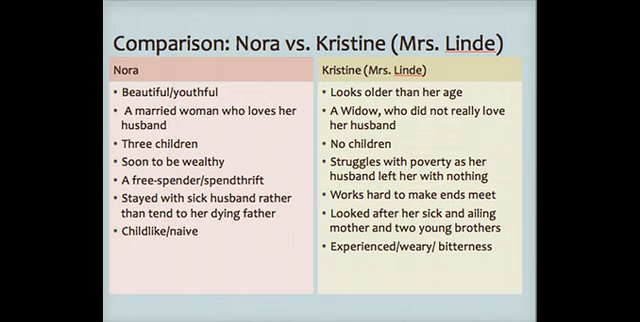 Comparison: Nora vs. Kristine (Mrs. Linde)
Nora
• Beautiful/youthful
• A married woman who loves her
husband
• Three children
• Soon to be wealthy
• A free-spender/spendthrift
• Stayed with sick husband rather
than tend to her dying father
• Childlike/naive
Kristine (Mrs. Linde)
• Looks older than her age
• A Widow, who did not really love
her husband
• No children
• Struggles with poverty as her
husband left her with nothing
• Works hard to make ends meet
• Looked after her sick and ailing
mother and two young brothers
• Experienced/weary/ bitterness